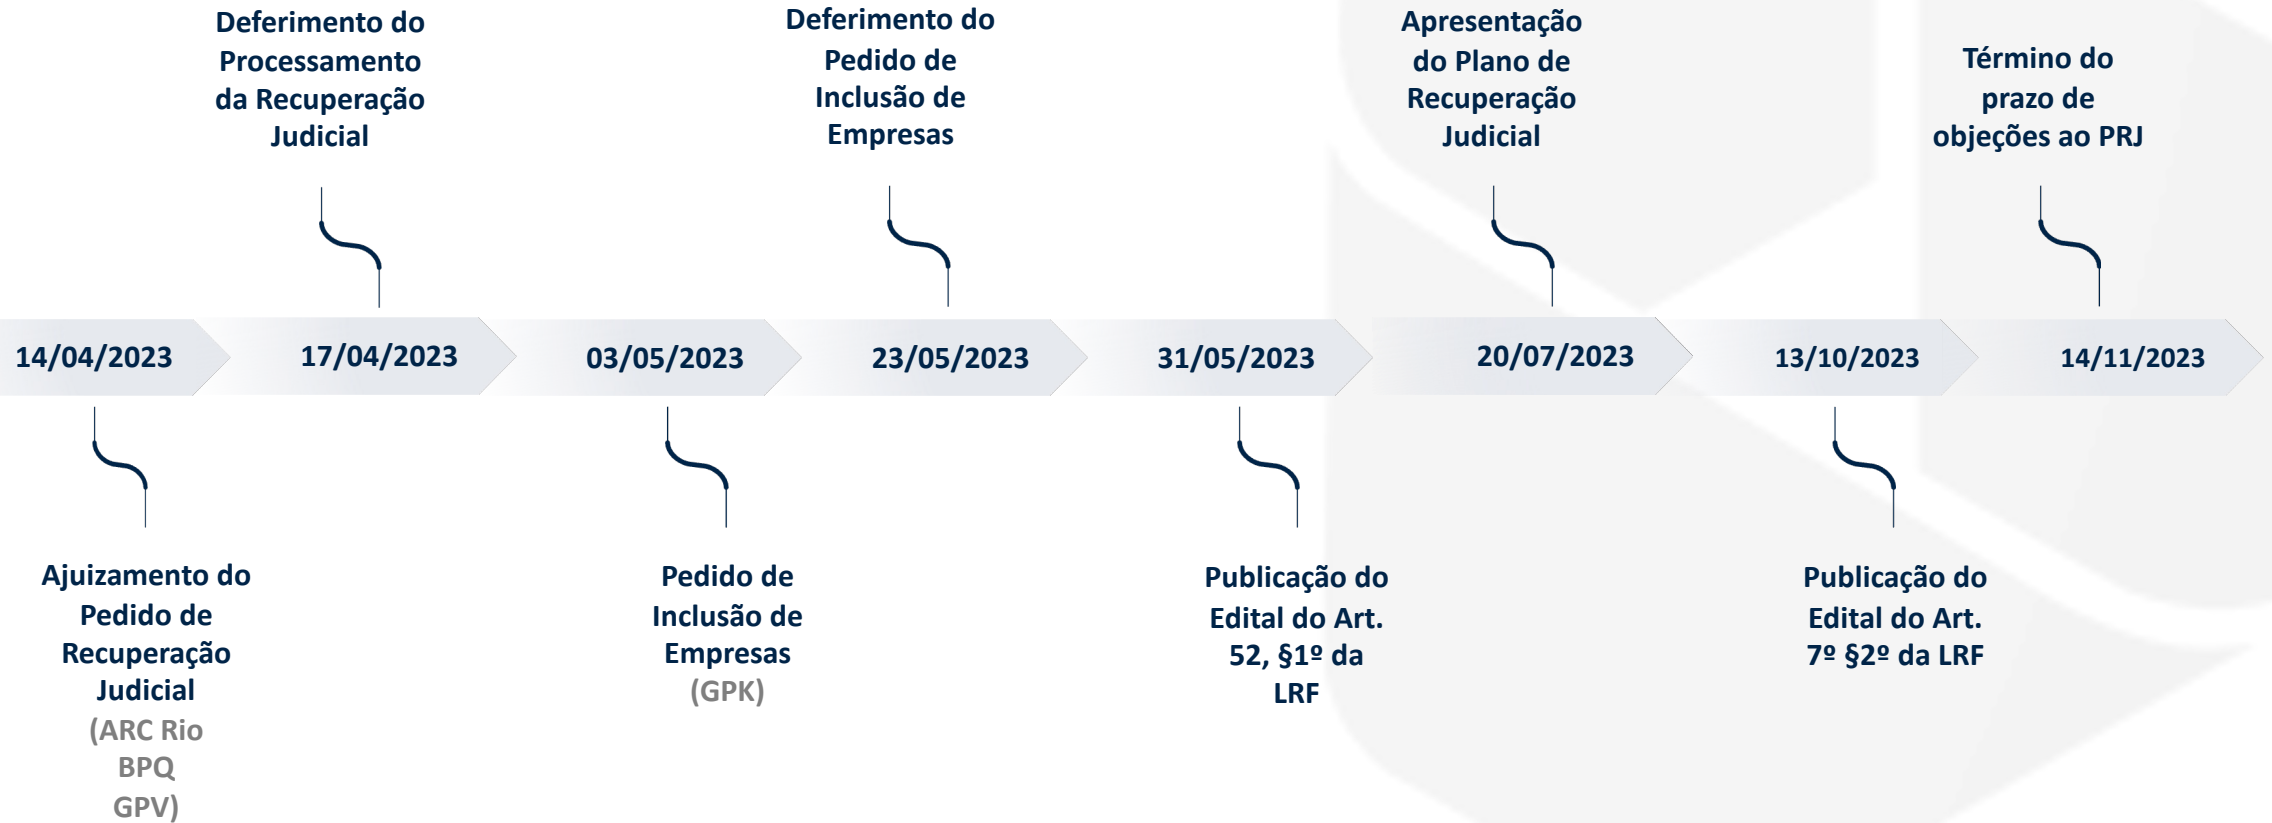 Deferimento do
Processamento
da Recuperação
Judicial
Deferimento do
Pedido de
Inclusão de
Empresas
Apresentação
do Plano de
Recuperação
Judicial
Término do
prazo de
objeções ao PRJ
14/04/2023
17/04/2023
03/05/2023
23/05/2023
31/05/2023
20/07/2023
13/10/2023
14/11/2023
Ajuizamento do
Pedido de
Recuperação
Judicial
(ARC Rio
BPQ
GPV)
Pedido de
Inclusão de
Empresas
(GPK)
Publicação do
Edital do Art.
52, §1º da
LRF
Publicação do
Edital do Art.
7º §2º da LRF